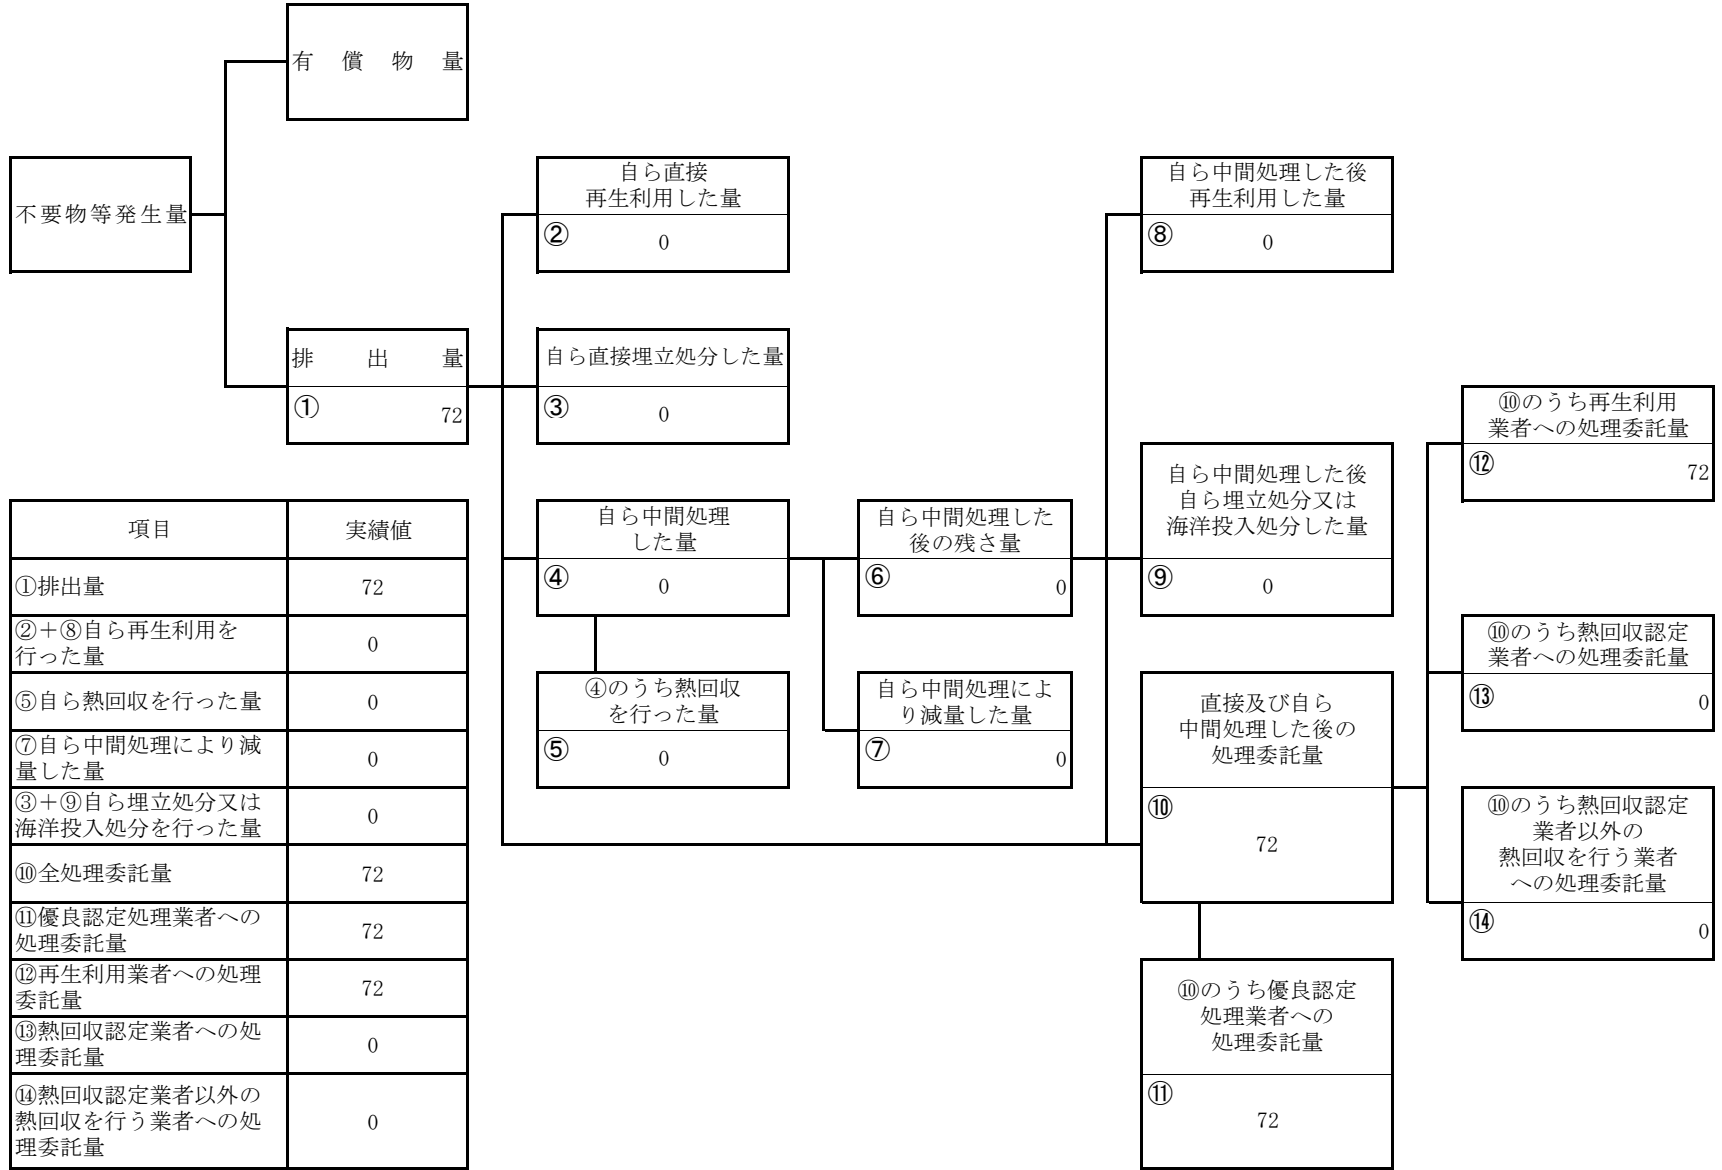 有償物量
不要物等発生量
自ら直接
再生利用した量
②
0
自ら中間処理した後
再生利用した量
⑧
0
排出量
①
72
自ら直接埋立処分した量
③
0
⑩のうち再生利用
業者への処理委託量
⑫
72
自ら中間処理
した量
④
0
自ら中間処理した
後の残さ量
⑥
0
自ら中間処理した後
自ら埋立処分又は
海洋投入処分した量
⑨
0
⑩のうち熱回収認定
業者への処理委託量
⑬
0
④のうち熱回収
を行った量
⑤
0
自ら中間処理によ
り減量した量
⑦
0
直接及び自ら
中間処理した後の
処理委託量
⑩
72
⑩のうち熱回収認定
業者以外の
熱回収を行う業者
への処理委託量
⑭
0
⑩のうち優良認定
処理業者への
処理委託量
⑪
72
項目
実績値
①排出量
72
②＋⑧自ら再生利用を
行った量
0
⑤自ら熱回収を行った量
0
⑦自ら中間処理により減
量した量
0
③＋⑨自ら埋立処分又は
海洋投入処分を行った量
0
⑩全処理委託量
72
⑪優良認定処理業者への
処理委託量
72
⑫再生利用業者への処理
委託量
72
⑬熱回収認定業者への処
理委託量
0
⑭熱回収認定業者以外の
熱回収を行う業者への処
理委託量
0